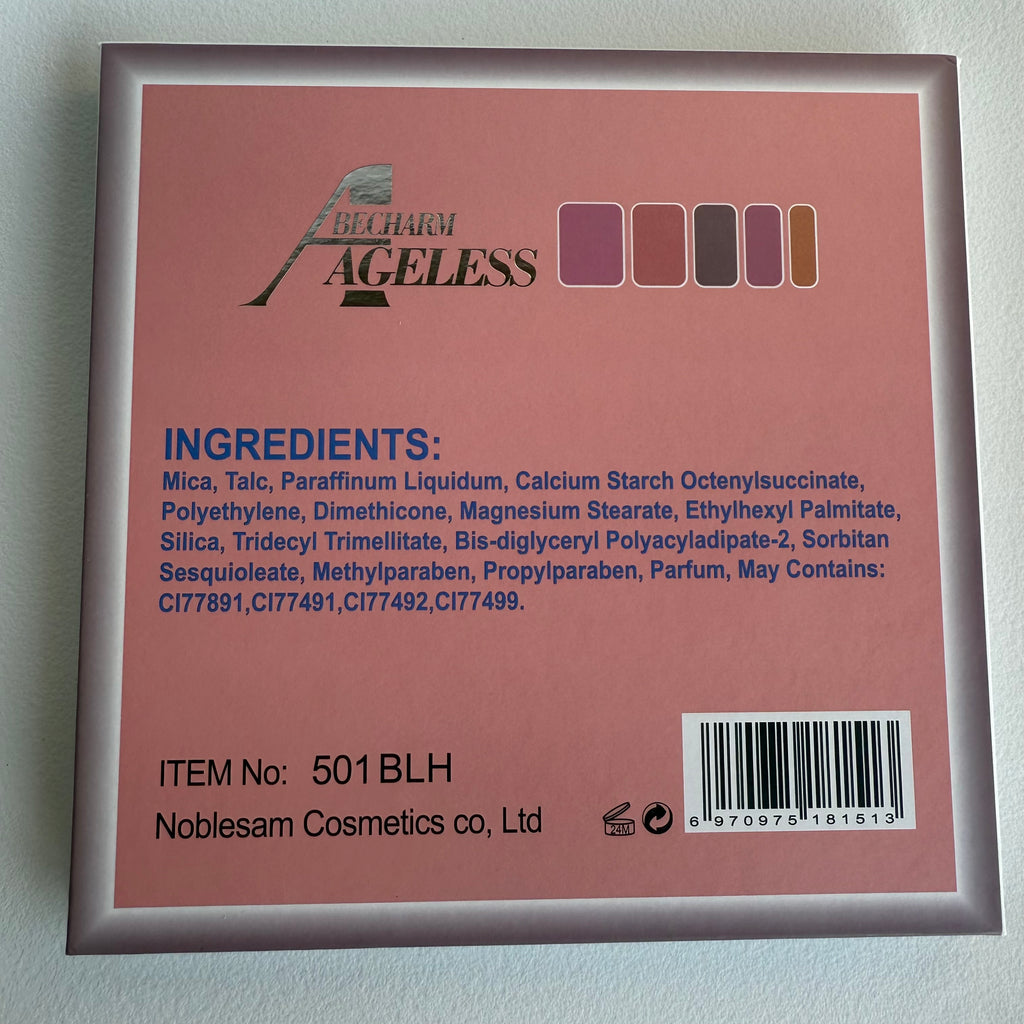 BECHARM
AGELESS
INGREDIENTS:
Mica, Talc, Paraffinum Liquidum, Calcium Starch Octenylsuccinate,
Polyethylene, Dimethicone, Magnesium Stearate, Ethylhexyl Palmitate,
Silica, Tridecyl Trimellitate, Bis-diglyceryl Polyacyladipate-2, Sorbitan
Sesquioleate, Methylparaben, Propylparaben, Parfum, May Contains:
CI77891,CI77491,CI77492,CI77499.
ITEM No: 501BLH
Noblesam Cosmetics co, Ltd
24M
6 970975 181513